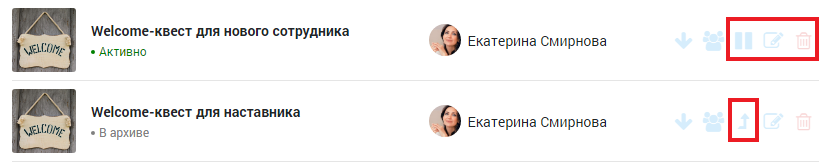 WELCOME
Welcome-квест для нового сотрудника
Активно
Екатерина Смирнова
WELCOME
Welcome-квест для наставника
В архиве
Екатерина Смирнова